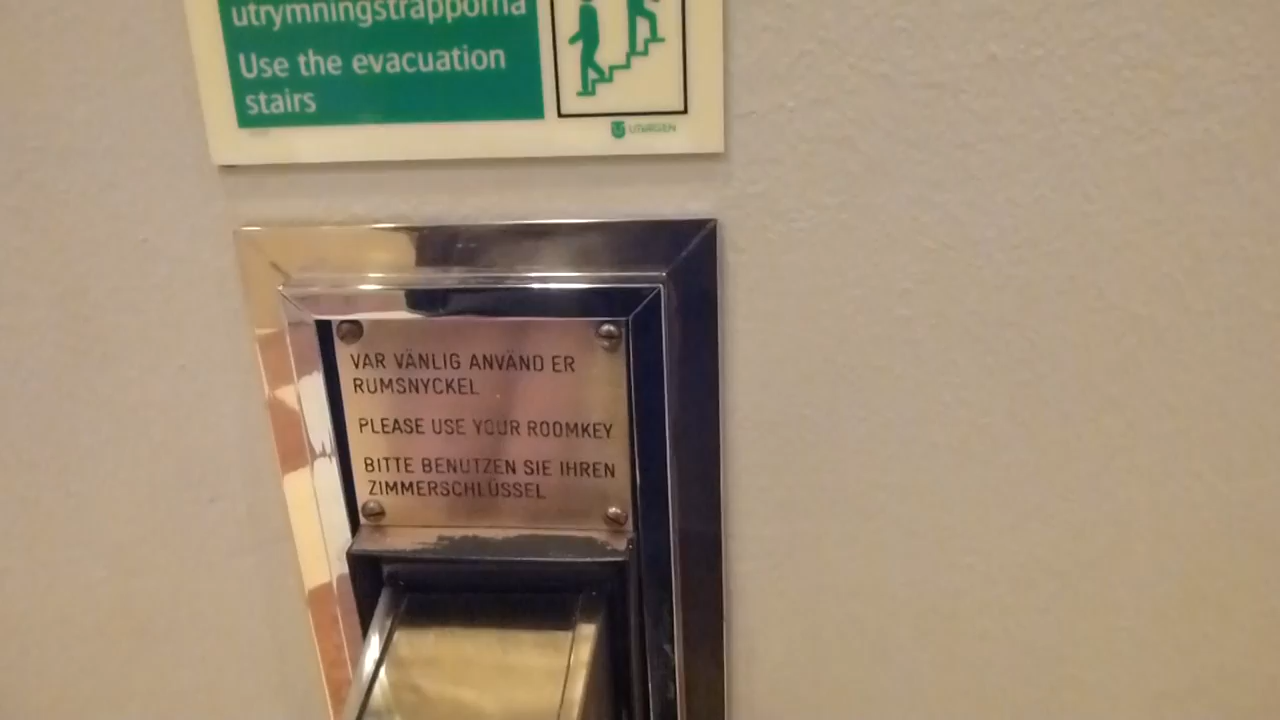 utrymningstrapporna
Use the evacuation
stairs
VAR VÄNLIG ANVÄND ER
RUMSNYCKEL
PLEASE USE YOUR ROOMKEY
BITTE BENUTZEN SIE IHREN
ZIMMERSCHLÜSSEL